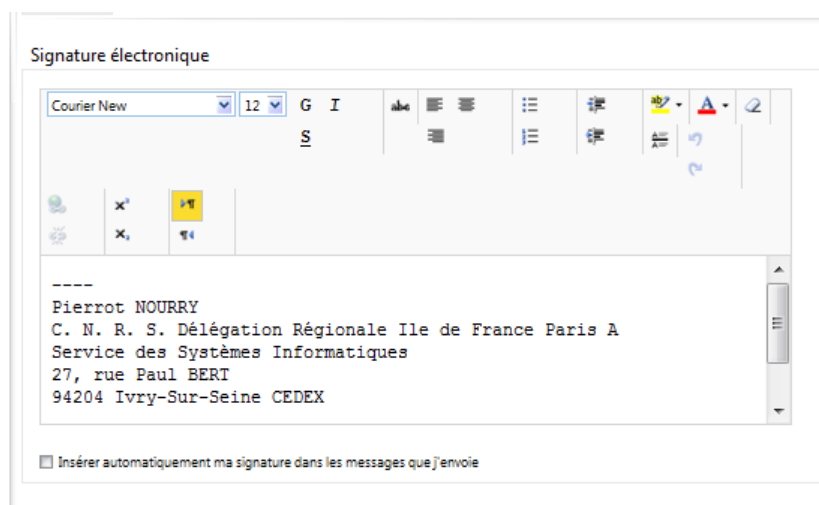 Signature électronique
Courier New 12 G I abc
S
----
Pierrot NOURRY
C. N. R. S. Délégation Régionale Ile de France Paris A
Service des Systèmes Informatiques
27, rue Paul BERT
94204 Ivry-Sur-Seine CEDEX
Insérer automatiquement ma signature dans les messages que j'envoie